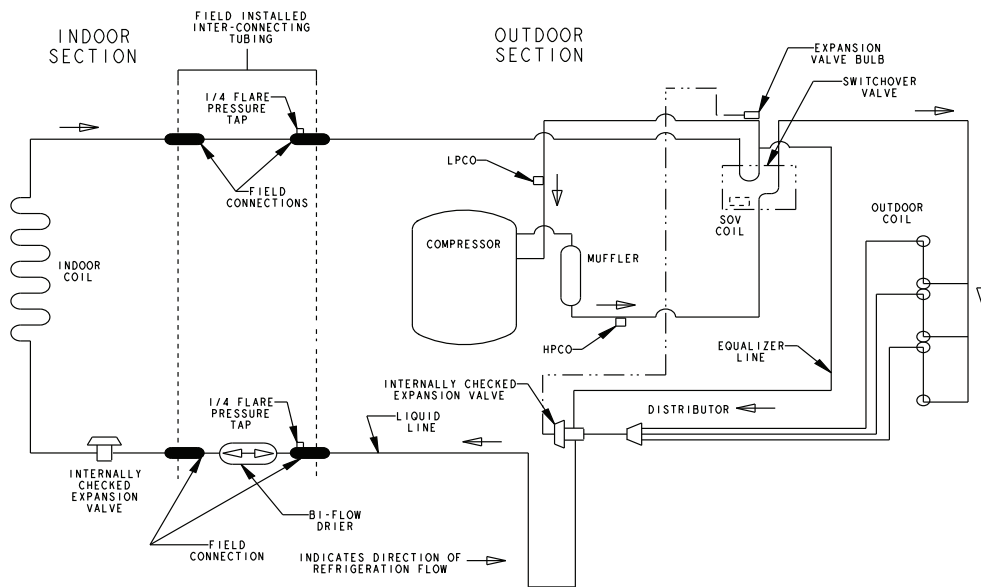 INDOOR
SECTION
FIELD INSTALLED
INTER-CONNECTING
TUBING
OUTDOOR
SECTION
EXPANSION
VALVE BULB
SWITCHOVER
VALVE
1/4 FLARE
PRESSURE
TAP
LPCO
FIELD
CONNECTIONS
SOV
COIL
OUTDOOR
COIL
COMPRESSOR
MUFFLER
INDOOR
COIL
HPCO
EQUALIZER
LINE
INTERNALLY CHECKED
EXPANSION VALVE
1/4 FLARE
PRESSURE
TAP
LIQUID
LINE
DISTRIBUTOR
INTERNALLY
CHECKED
EXPANSION
VALVE
BI-FLOW
DRIER
FIELD
CONNECTION
INDICATES DIRECTION OF
REFRIGERATION FLOW